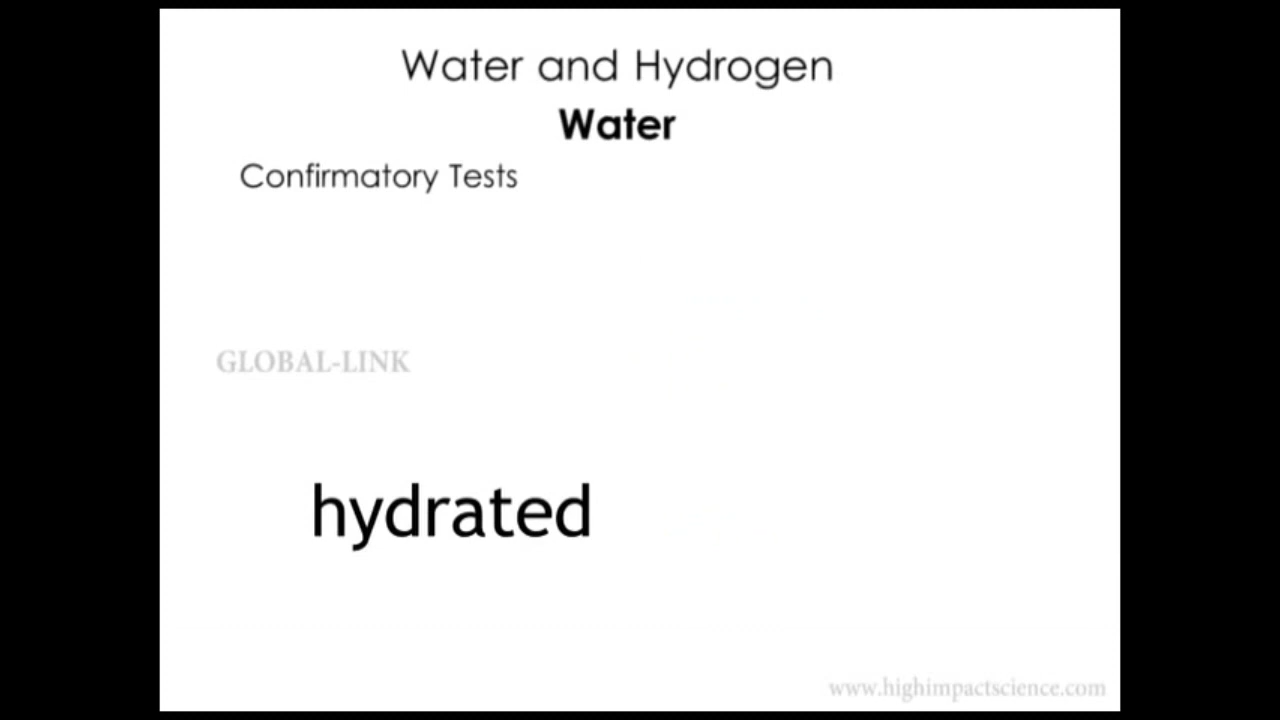 Water and Hydrogen
Water
Confirmatory Tests
GLOBAL-LINK
hydrated
www.highimpactscience.com